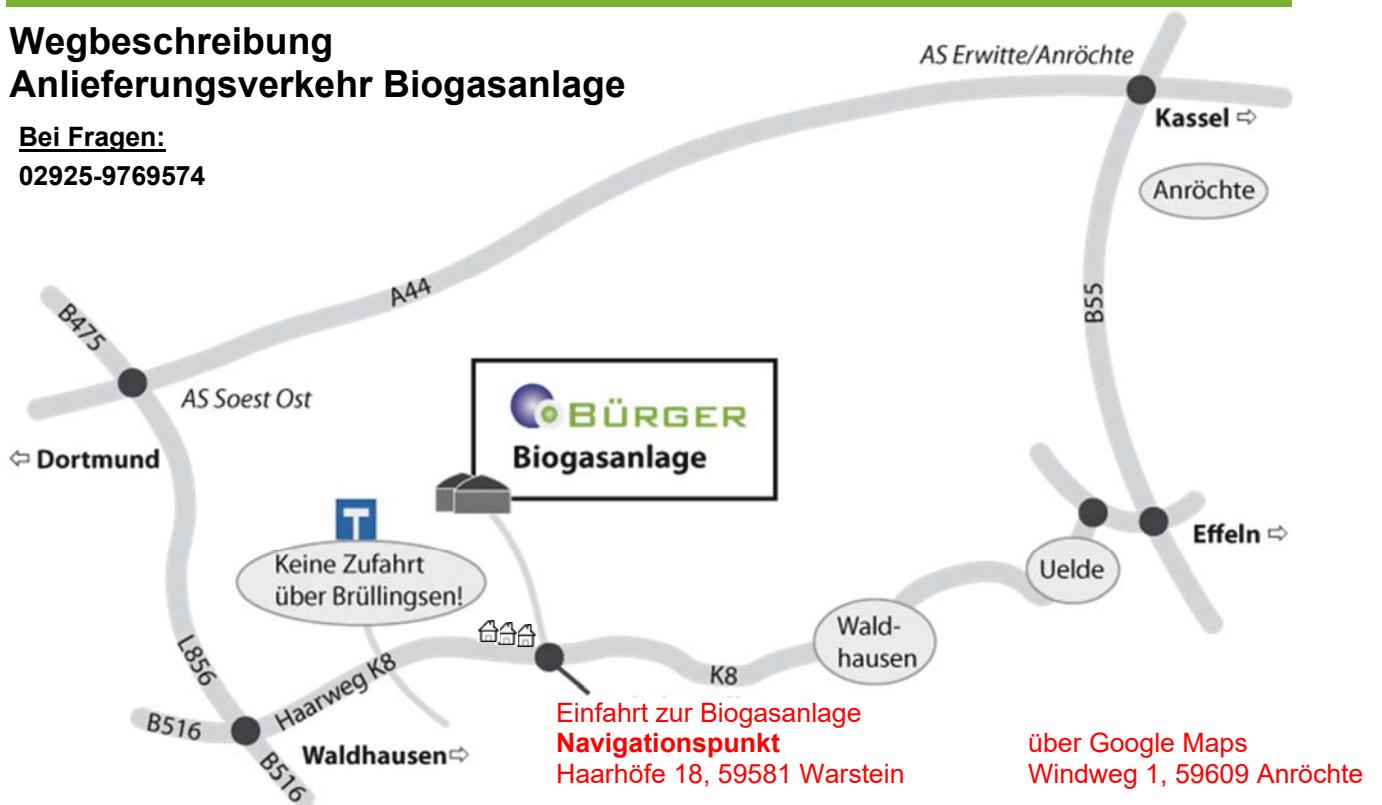 Wegbeschreibung
Anlieferungsverkehr Biogasanlage
Bei Fragen:
02925-9769574
AS Erwitte/Anröchte
Kassel ⇨
Anröchte
A44
B55
B475
AS Soest Ost
⇦ Dortmund
BÜRGER
Biogasanlage
Keine Zufahrt
über Brüllingsen!
Effeln ⇨
Uelde
Wald-
hausen
L856
Haarweg K8
K8
B516
B516
Waldhausen⇨
Einfahrt zur Biogasanlage
Navigationspunkt
Haarhöfe 18, 59581 Warstein
über Google Maps
Windweg 1, 59609 Anröchte